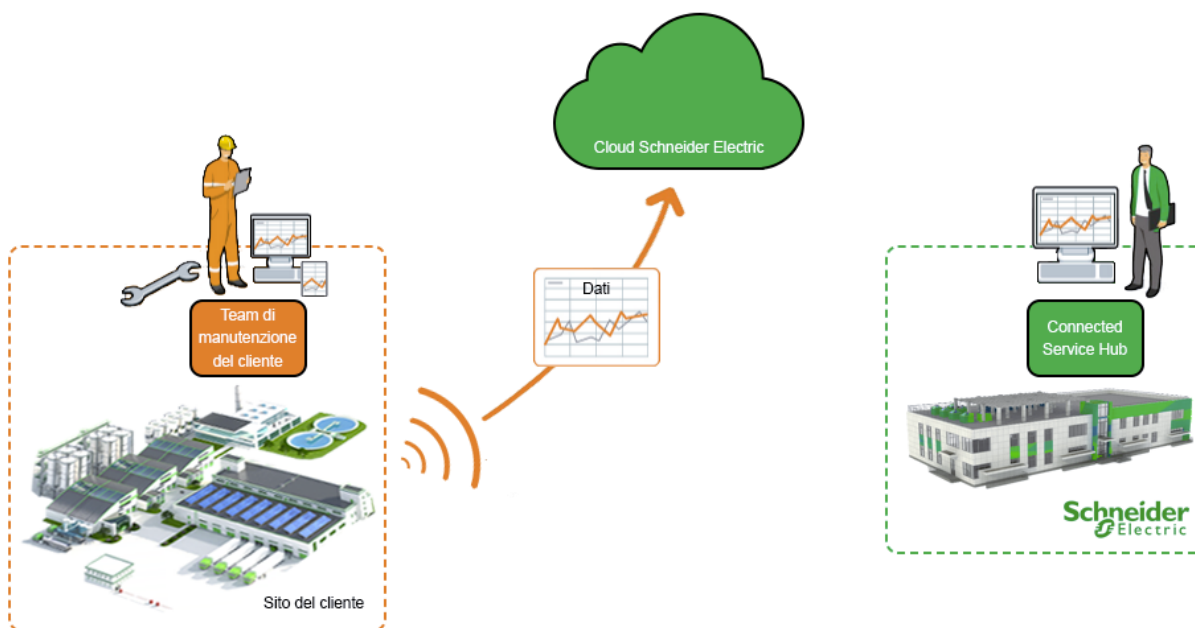 Cloud Schneider Electric
Dati
Team di
manutenzione
del cliente
Connected
Service Hub
Schneider
Electric
Sito del cliente